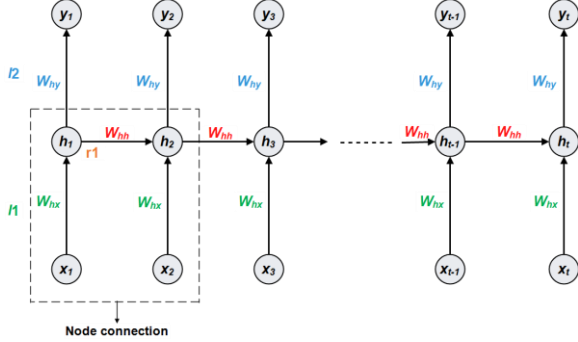 y1 y2 y3 yt-1 yt
l2 Why Why Why Why Why
h1 Whh h2 Whh h3 Whh ht-1 Whh ht
r1
l1 Whx Whx Whx Whx Whx
x1 x2 x3 xt-1 xt
Node connection